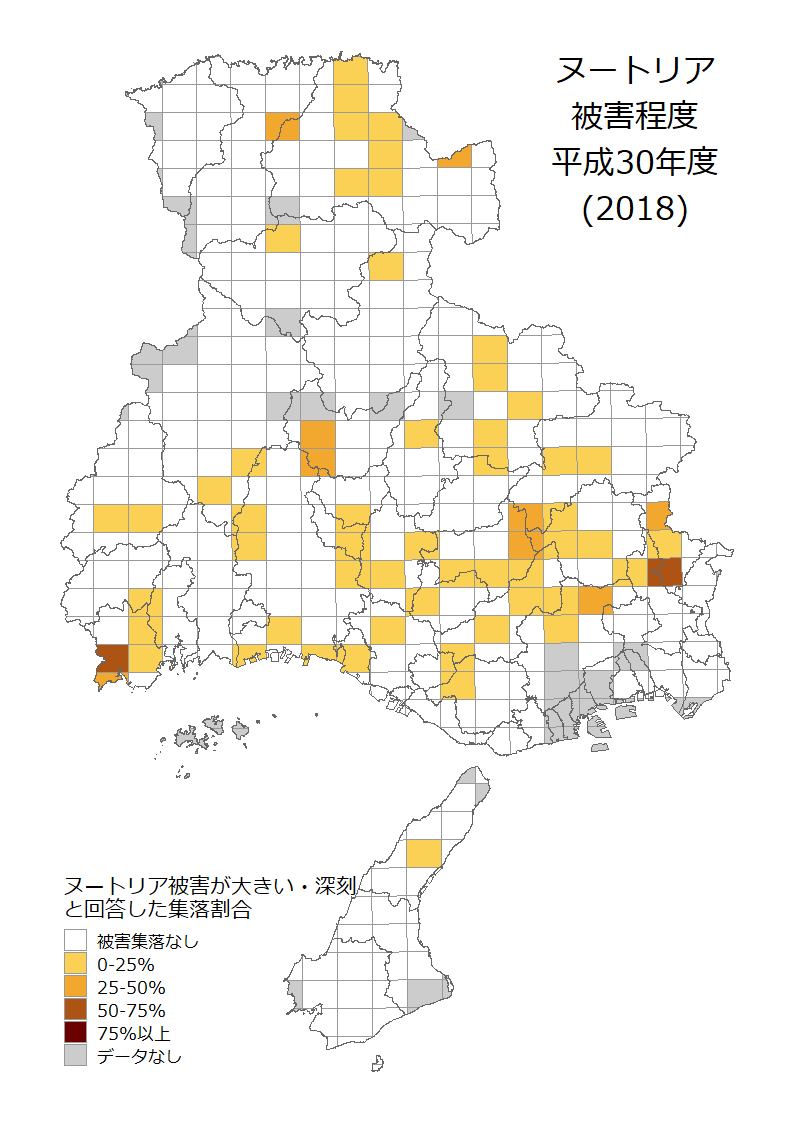 ヌートリア
被害程度
平成30年度
(2018)
ヌートリア被害が大きい・深刻
と回答した集落割合
被害集落なし
0-25%
25-50%
50-75%
75%以上
データなし